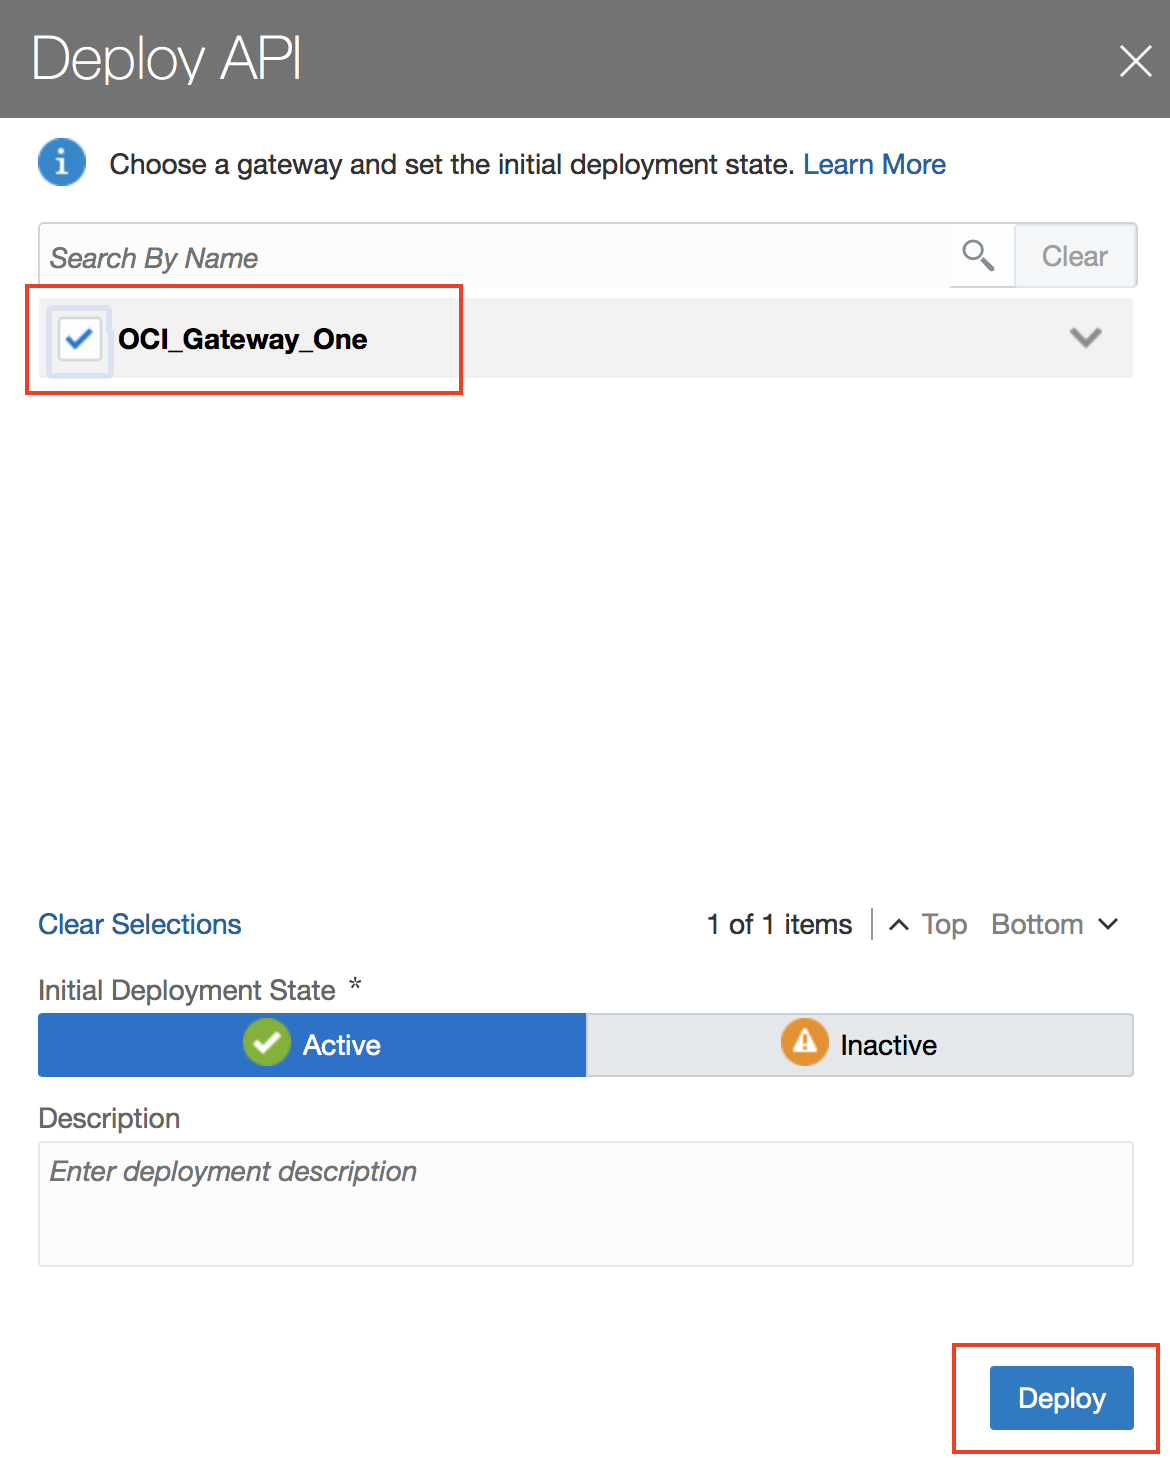 Deploy API
Choose a gateway and set the initial deployment state. Learn More
Search By Name
Clear
OCI_Gateway_One
Clear Selections
1 of 1 items
Top
Bottom
Initial Deployment State *
Active
Inactive
Description
Enter deployment description
Deploy